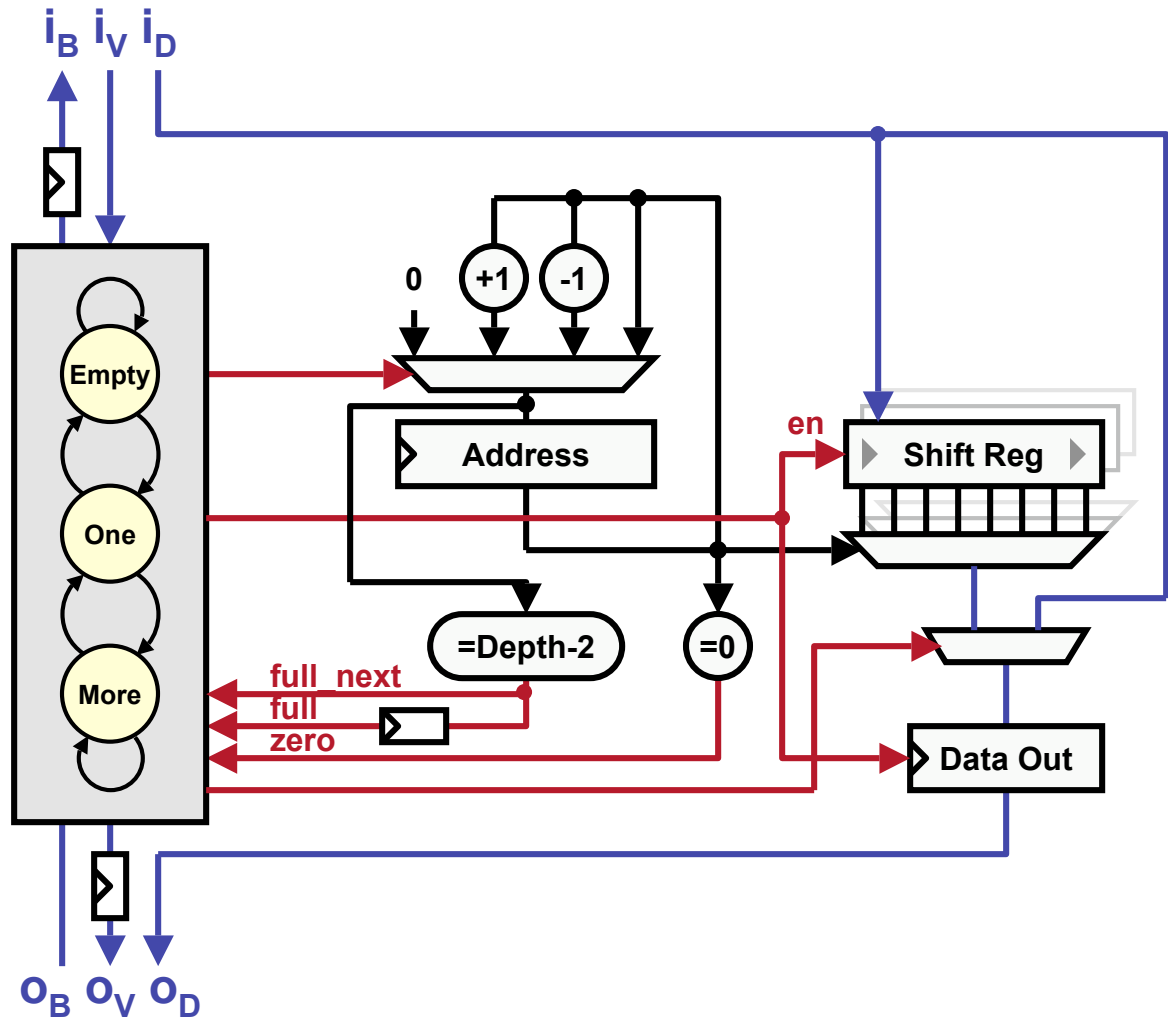 iB iV iD
0 +1 -1
Empty
en
Address
Shift Reg
One
=Depth-2
=0
More
full_next
full
zero
Data Out
oB oV oD